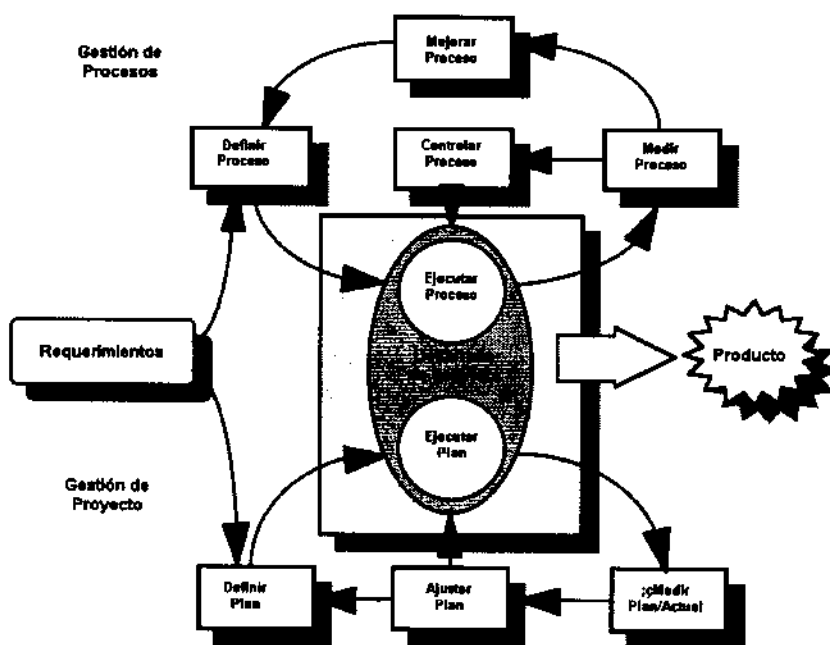 Gestión de
Procesos
Mejorar
Proceso
Definir
Proceso
Controlar
Proceso
Medir
Proceso
Ejecutar
Proceso
Requerimientos
Producto
Ejecutar
Plan
Gestión de
Proyecto
Definir
Plan
Ajustar
Plan
;çMedir
Plan/Actual